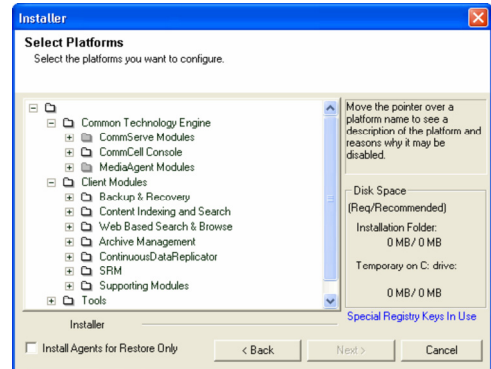 Installer
Select Platforms
Select the platforms you want to configure.
Common Technology Engine
CommServe Modules
CommCell Console
MediaAgent Modules
Client Modules
Backup & Recovery
Content Indexing and Search
Web Based Search & Browse
Archive Management
ContinuousDataReplicator
SRM
Supporting Modules
Tools
Move the pointer over a
platform name to see a
description of the platform and
reasons why it may be
disabled.
Disk Space
(Req/Recommended)
Installation Folder:
0 MB/ 0 MB
Temporary on C: drive:
0 MB/ 0 MB
Special Registry Keys In Use
Installer
Install Agents for Restore Only
< Back
Next >
Cancel